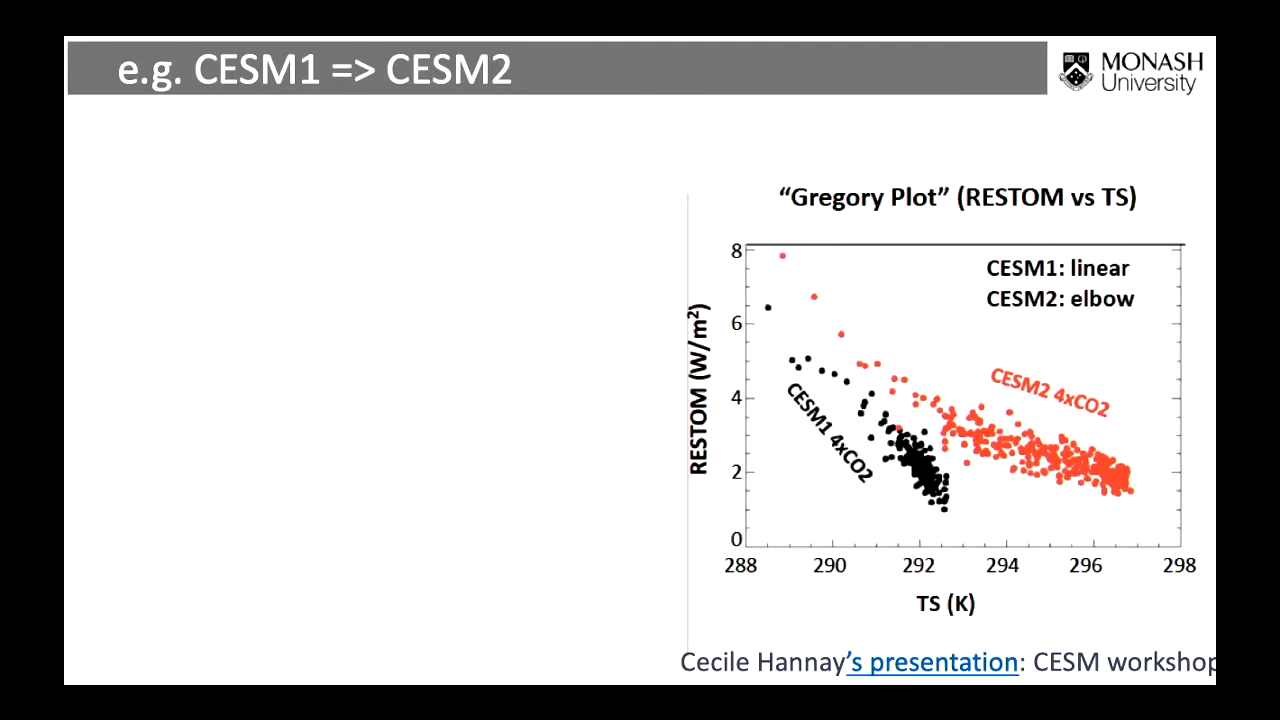 e.g. CESM1 => CESM2
MONASH
University
“Gregory Plot” (RESTOM vs TS)
8
6
4
2
0
RESTOM (W/m²)
CESM1: linear
CESM2: elbow
CESM2 4xCO2
CESM1 4xCO2
288 290 292 294 296 298
TS (K)
Cecile Hannay’s presentation: CESM workshop